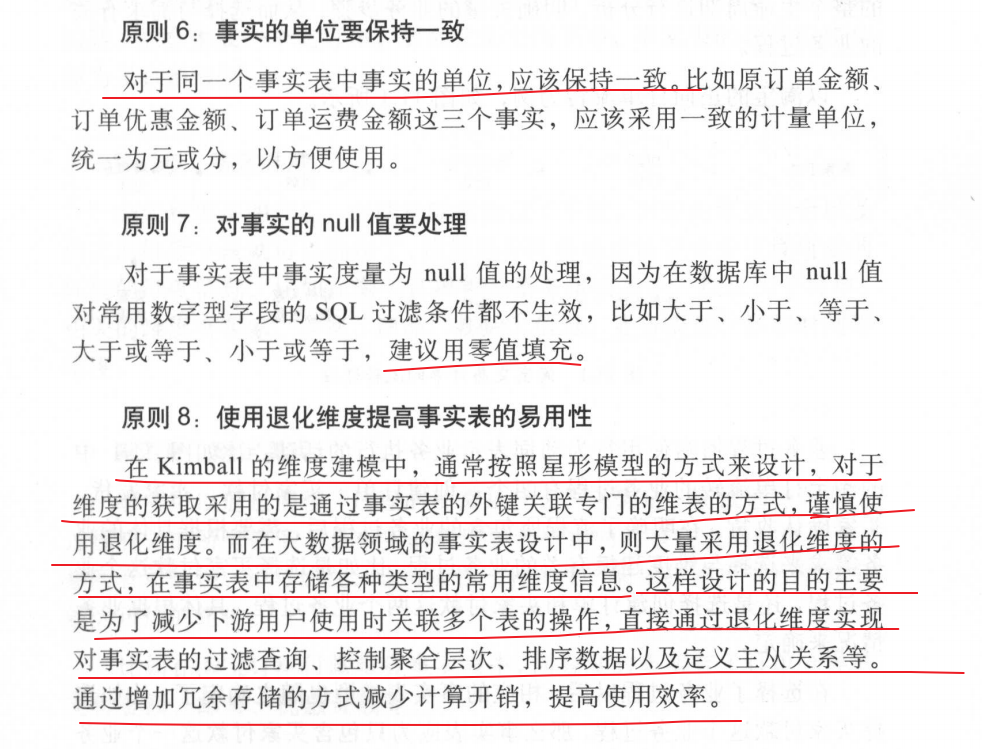 原则 6：事实的单位要保持一致
对于同一个事实表中事实的单位，应该保持一致。比如原订单金额、
订单优惠金额、订单运费金额这三个事实，应该采用一致的计量单位，
统一为元或分，以方便使用。
原则 7：对事实的 null 值要处理
对于事实表中事实度量为 null 值的处理，因为在数据库中 null 值
对常用数字型字段的 SQL 过滤条件都不生效，比如大于、小于、等于、
大于或等于、小于或等于，建议用零值填充。
原则 8：使用退化维度提高事实表的易用性
在 Kimball 的维度建模中，通常按照星形模型的方式来设计，对于
维度的获取采用的是通过事实表的外键关联专门的维表的方式，谨慎使
用退化维度。而在大数据领域的事实表设计中，则大量采用退化维度的
方式，在事实表中存储各种类型的常用维度信息。这样设计的目的主要
是为了减少下游用户使用时关联多个表的操作，直接通过退化维度实现
对事实表的过滤查询、控制聚合层次、排序数据以及定义主从关系等。
通过增加冗余存储的方式减少计算开销，提高使用效率。